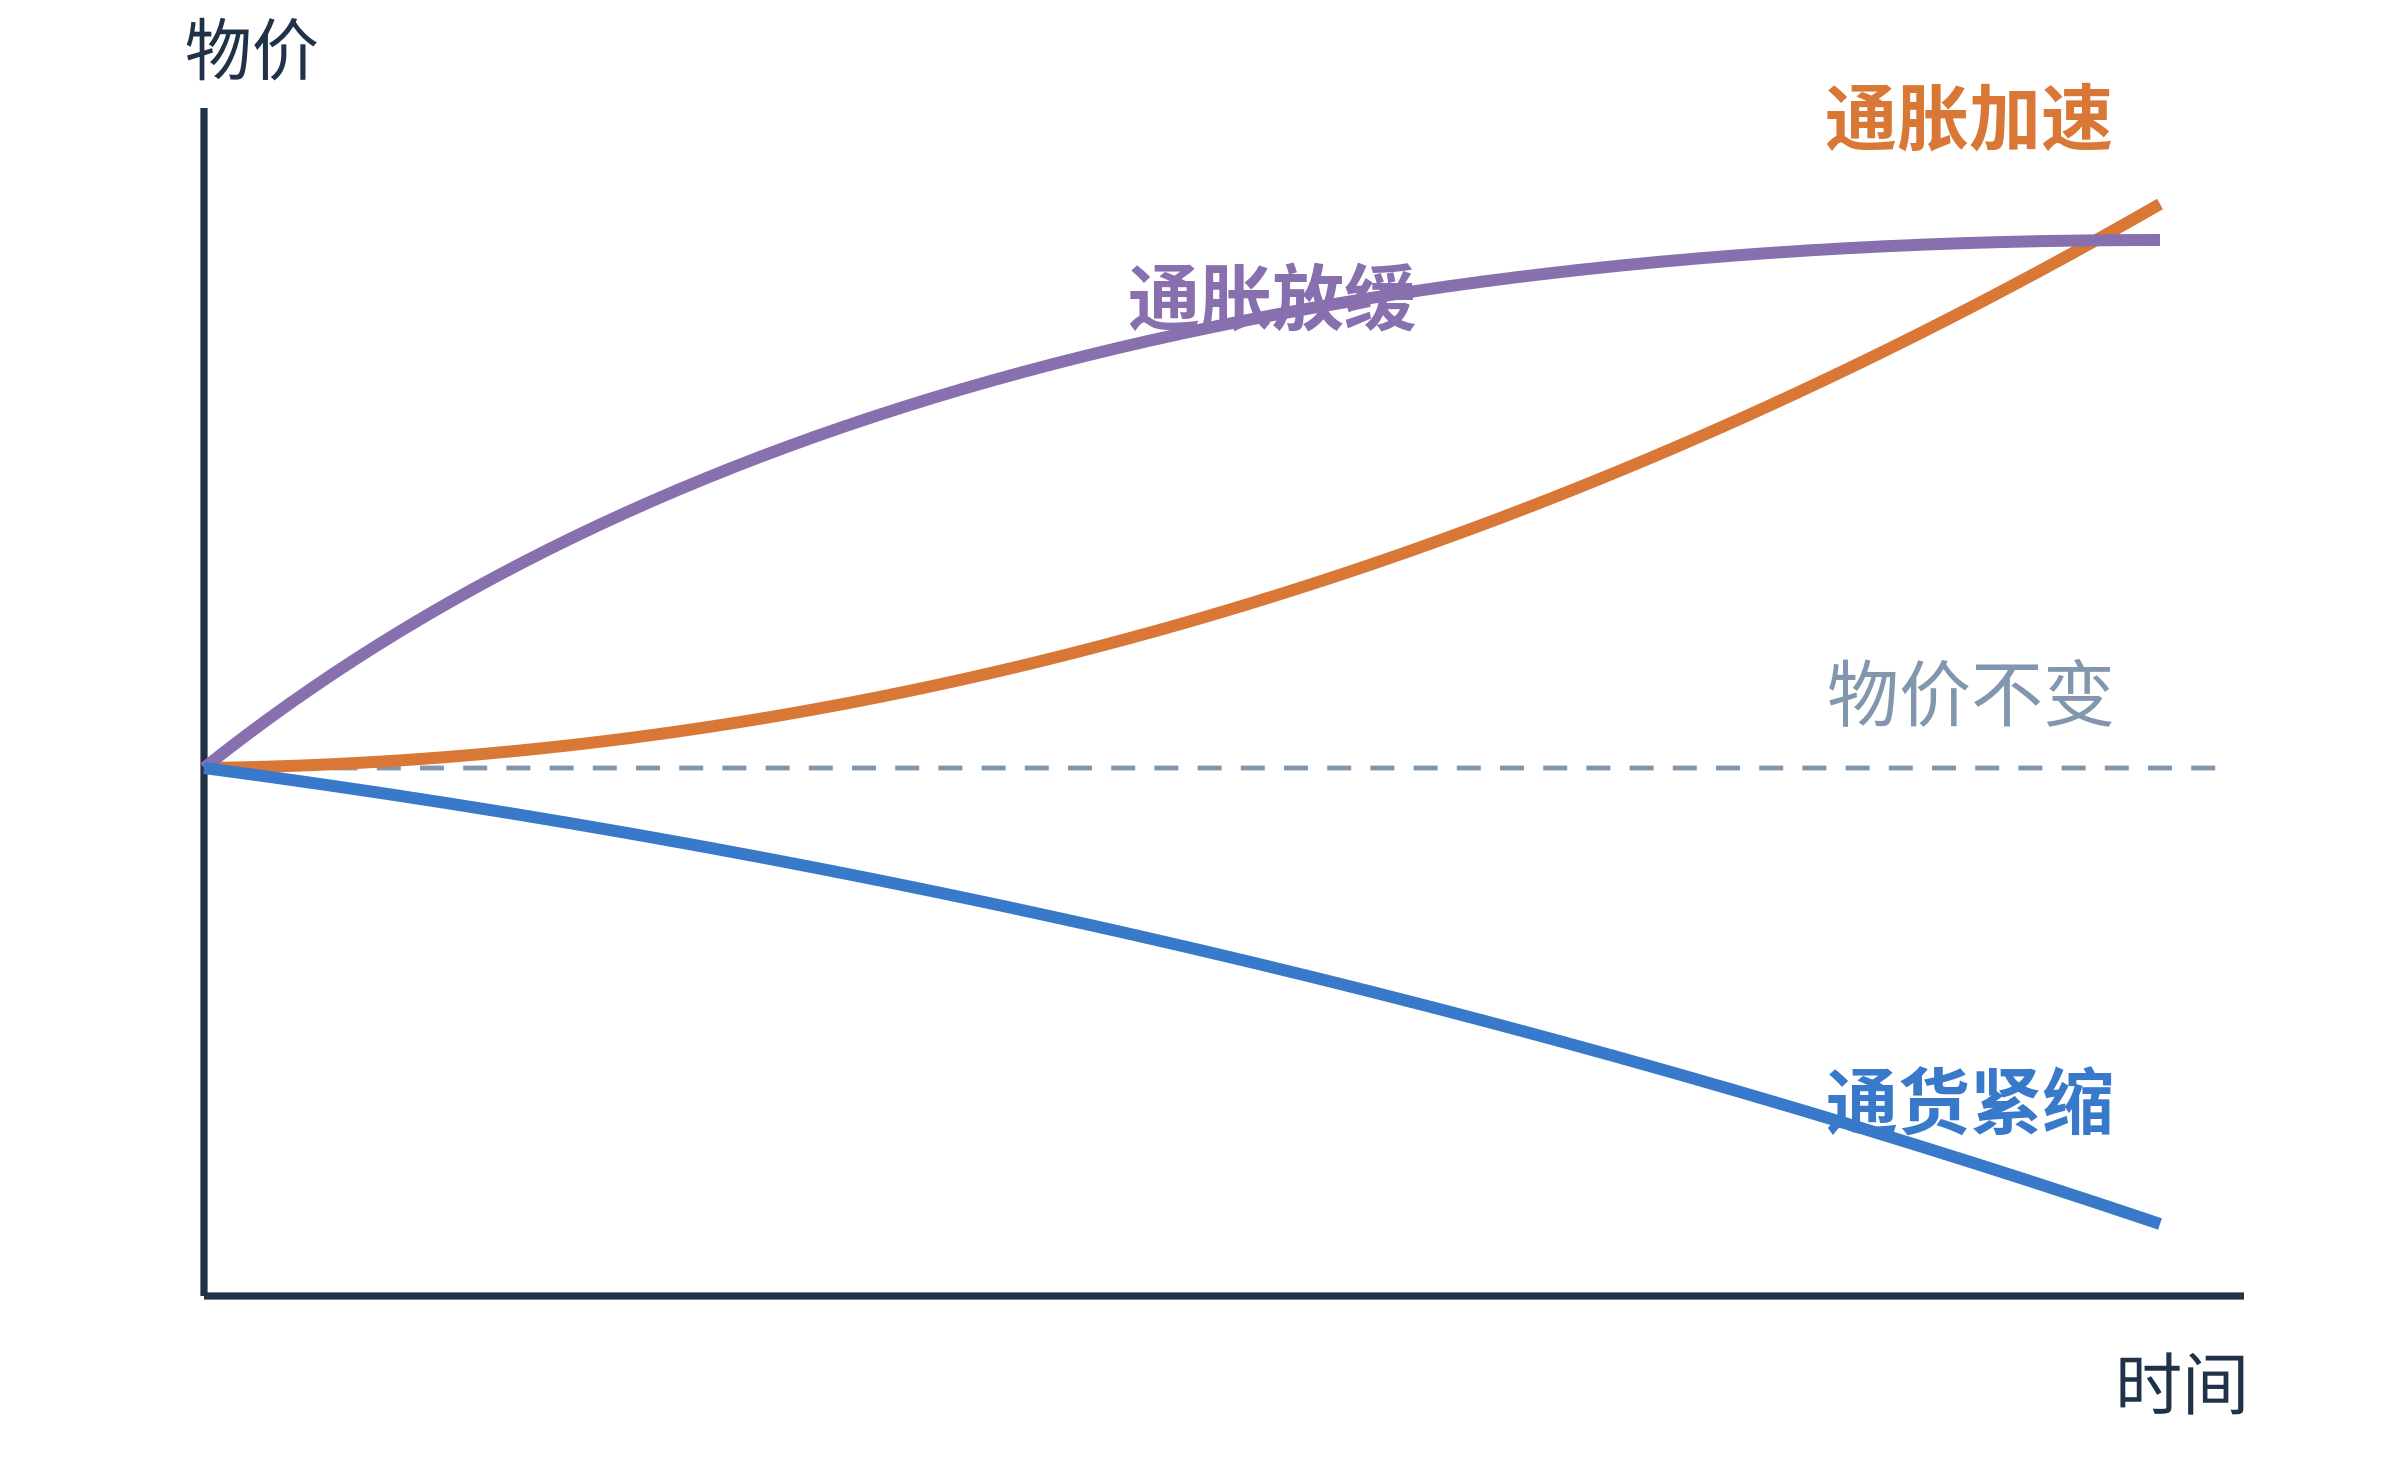 物价
通胀加速
通胀放缓
物价不变
通货紧缩
时间